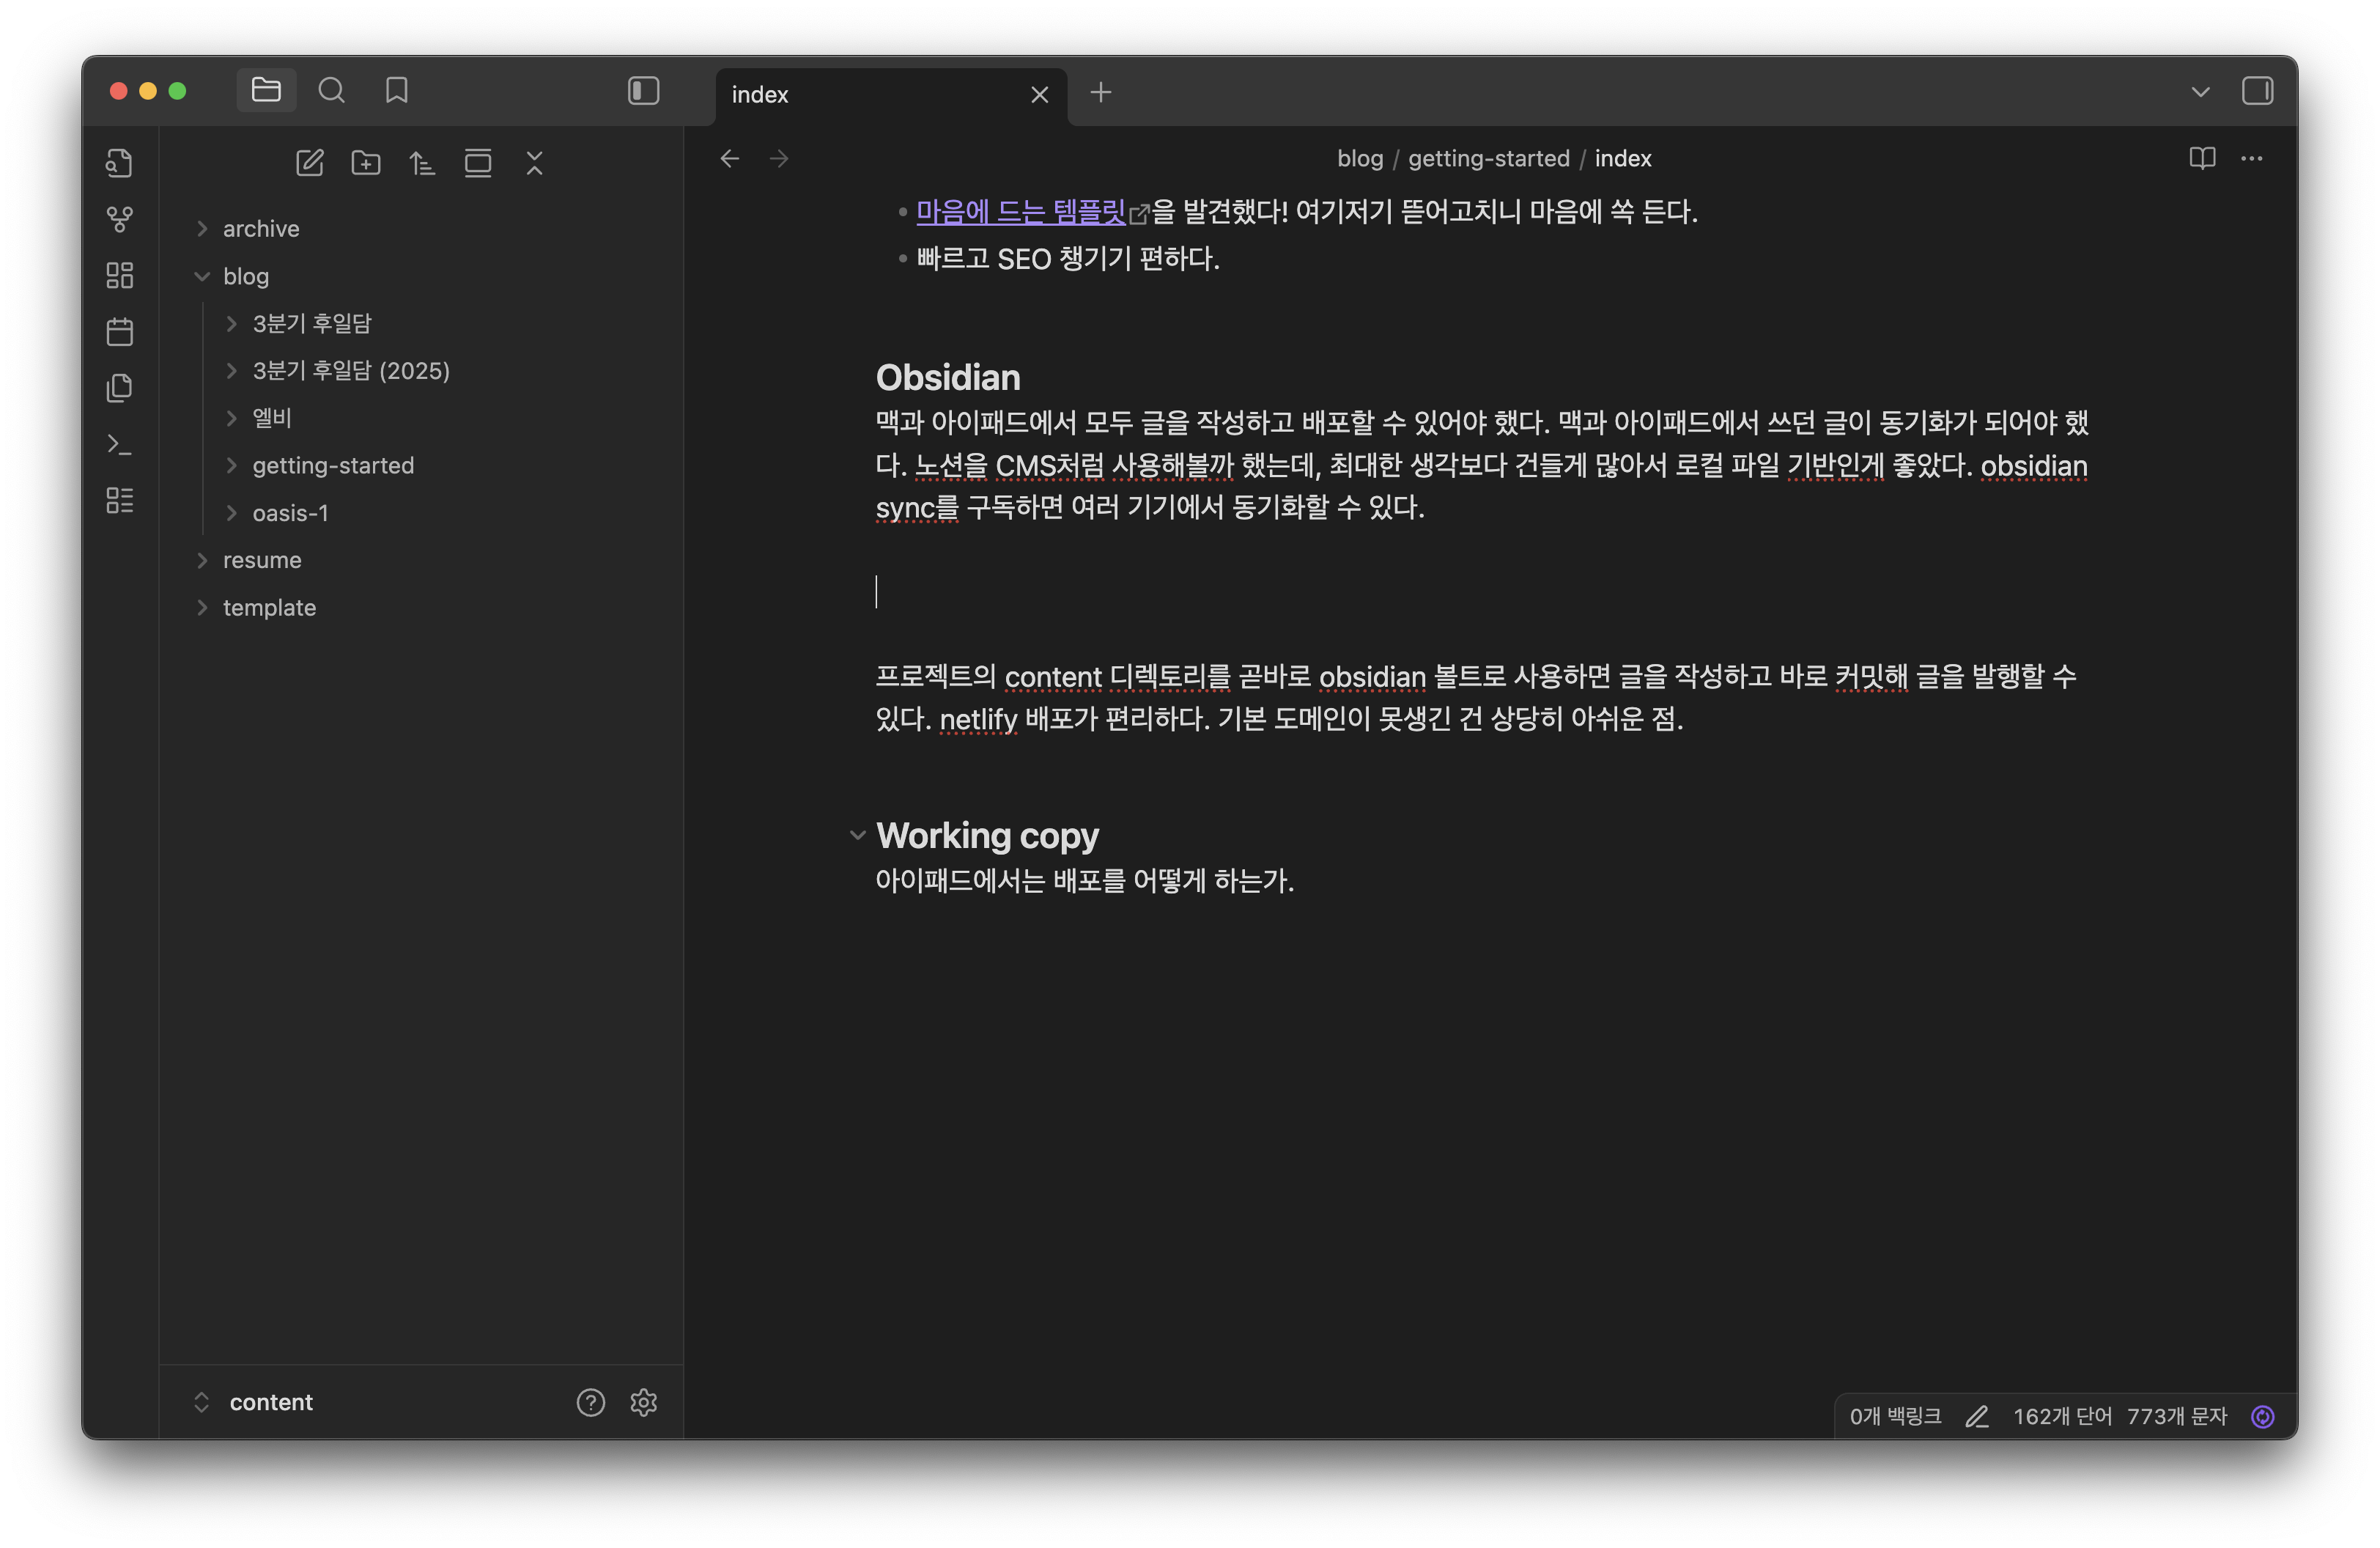 index
blog / getting-started / index
archive
blog
3분기 후일담
3분기 후일담 (2025)
엘비
getting-started
oasis-1
resume
template
content
마음에 드는 템플릿을 발견했다! 여기저기 뜯어고치니 마음에 쏙 든다.
빠르고 SEO 챙기기 편하다.
Obsidian
맥과 아이패드에서 모두 글을 작성하고 배포할 수 있어야 했다. 맥과 아이패드에서 쓰던 글이 동기화가 되어야 했
다. 노션을 CMS처럼 사용해볼까 했는데, 최대한 생각보다 건들게 많아서 로컬 파일 기반인게 좋았다. obsidian
sync를 구독하면 여러 기기에서 동기화할 수 있다.
프로젝트의 content 디렉토리를 곧바로 obsidian 볼트로 사용하면 글을 작성하고 바로 커밋해 글을 발행할 수
있다. netlify 배포가 편리하다. 기본 도메인이 못생긴 건 상당히 아쉬운 점.
Working copy
아이패드에서는 배포를 어떻게 하는가.
0개 백링크 162개 단어 773개 문자